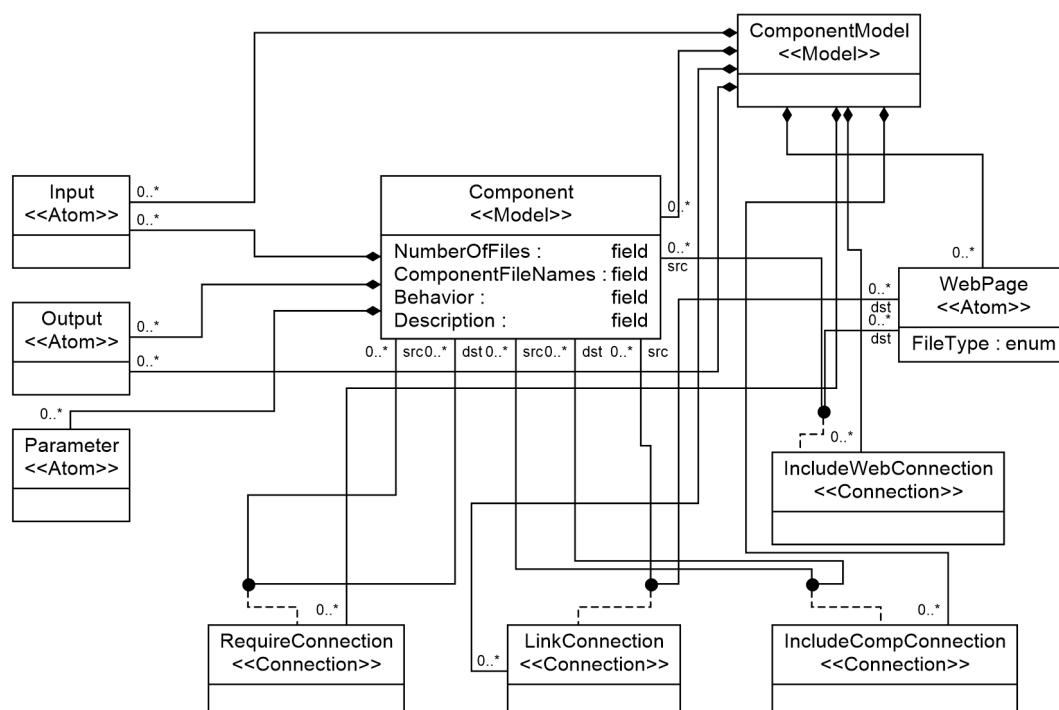 ComponentModel
<<Model>>
Input
<<Atom>>
0..*
0..*
Component
<<Model>>
NumberOfFiles : field
ComponentFileNames : field
Behavior : field
Description : field
0..*
0..*
src
0..*
WebPage
<<Atom>>
FileType : enum
0..*
dst
0..*
dst
Output
<<Atom>>
0..*
0..*
0..* src 0..* dst 0..* src 0..* dst 0..* src
0..*
Parameter
<<Atom>>
0..*
IncludeWebConnection
<<Connection>>
0..*
RequireConnection
<<Connection>>
0..*
LinkConnection
<<Connection>>
0..*
IncludeCompConnection
<<Connection>>